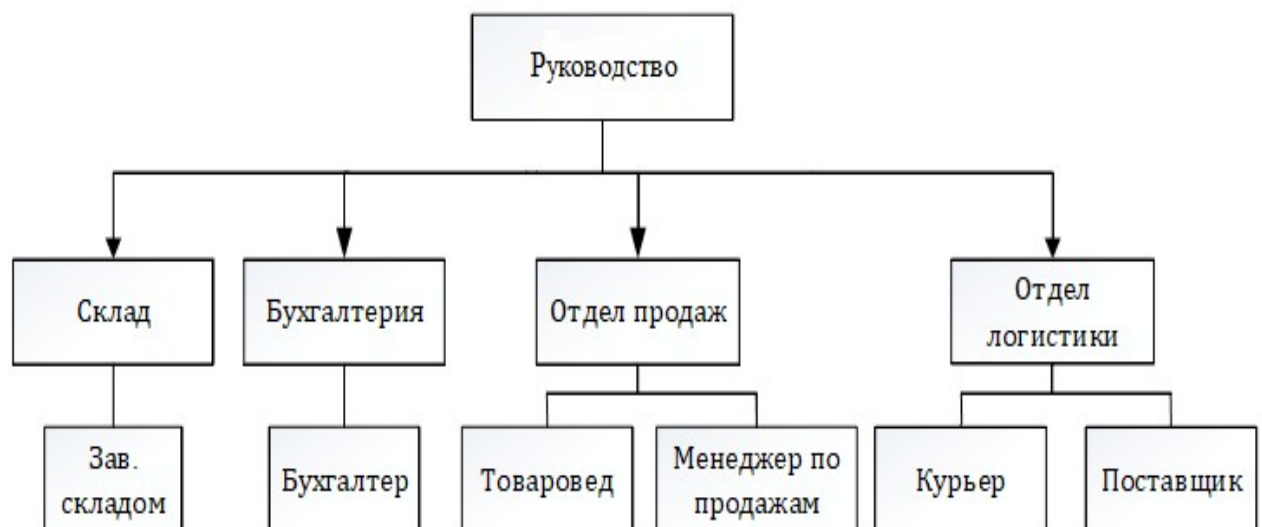 Руководство
Склад
Бухгалтерия
Отдел продаж
Отдел
логистики
Зав.
складом
Бухгалтер
Товаровед
Менеджер по
продажам
Курьер
Поставщик